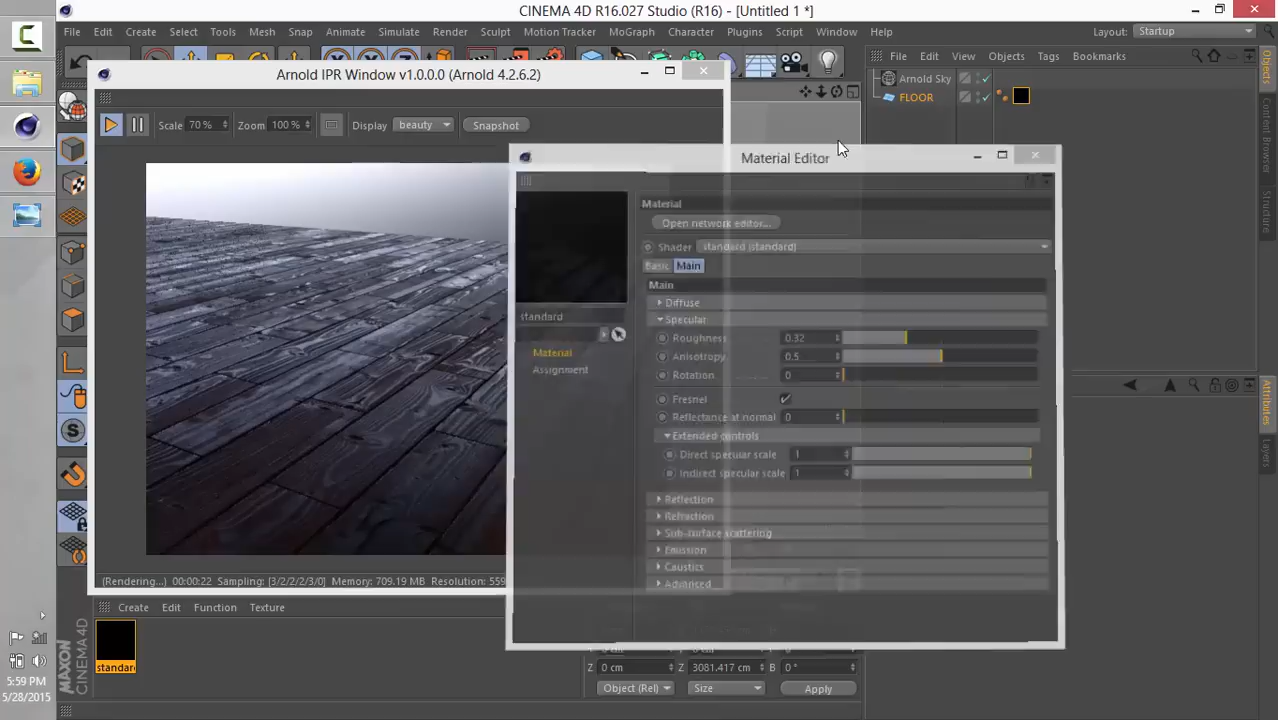 CINEMA 4D R16.027 Studio (R16) - [Untitled 1 *]
File Edit Create Select Tools Mesh Snap Animate Simulate Render Sculpt Motion Tracker MoGraph Character Plugins Script Window Help Layout: Startup
File Edit View Objects Tags Bookmarks
Arnold Sky
FLOOR
Arnold IPR Window v1.0.0.0 (Arnold 4.2.6.2)
Scale 70 % Zoom 100 % Display beauty Snapshot
(Rendering...) 00:00:22 Sampling: [3/2/2/2/3/0] Memory: 709.19 MB Resolution: 559
Material Editor
Material
Open network editor...
Shader standard (standard)
Basic Main
Main
Diffuse
Specular
Roughness 0.32
Anisotropy 0.5
Rotation 0
Fresnel
Reflectance at normal 0
Extended controls
Direct specular scale 1
Indirect specular scale 1
Reflection
Refraction
Sub-surface scattering
Emission
Caustics
Advanced
standard
Material
Assignment
Objects
Content Browser
Structure
Attributes
Layers
Create Edit Function Texture
standard
MAXON
CINEMA 4D
Z 0 cm Z 3081.417 cm B 0 °
Object (Rel) Size Apply
5:59 PM
5/28/2015